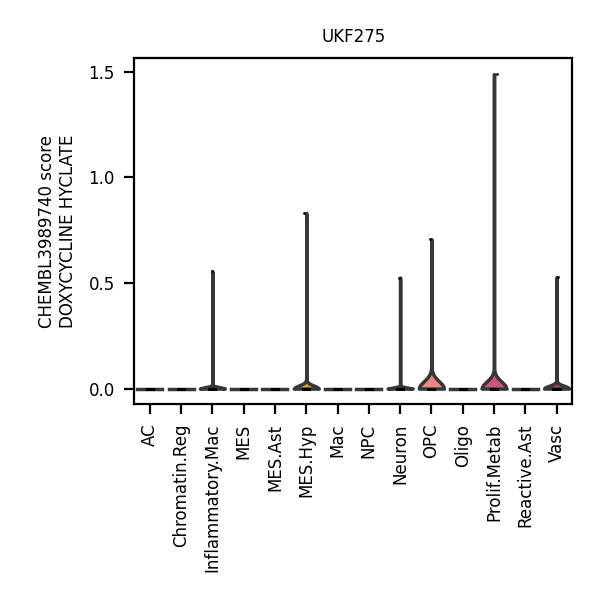 UKF275
CHEMBL3989740 score
DOXYCYCLINE HYCLATE
1.5
1.0
0.5
0.0
AC
Chromatin.Reg
Inflammatory.Mac
MES
MES.Ast
MES.Hyp
Mac
NPC
Neuron
OPC
Oligo
Prolif.Metab
Reactive.Ast
Vasc